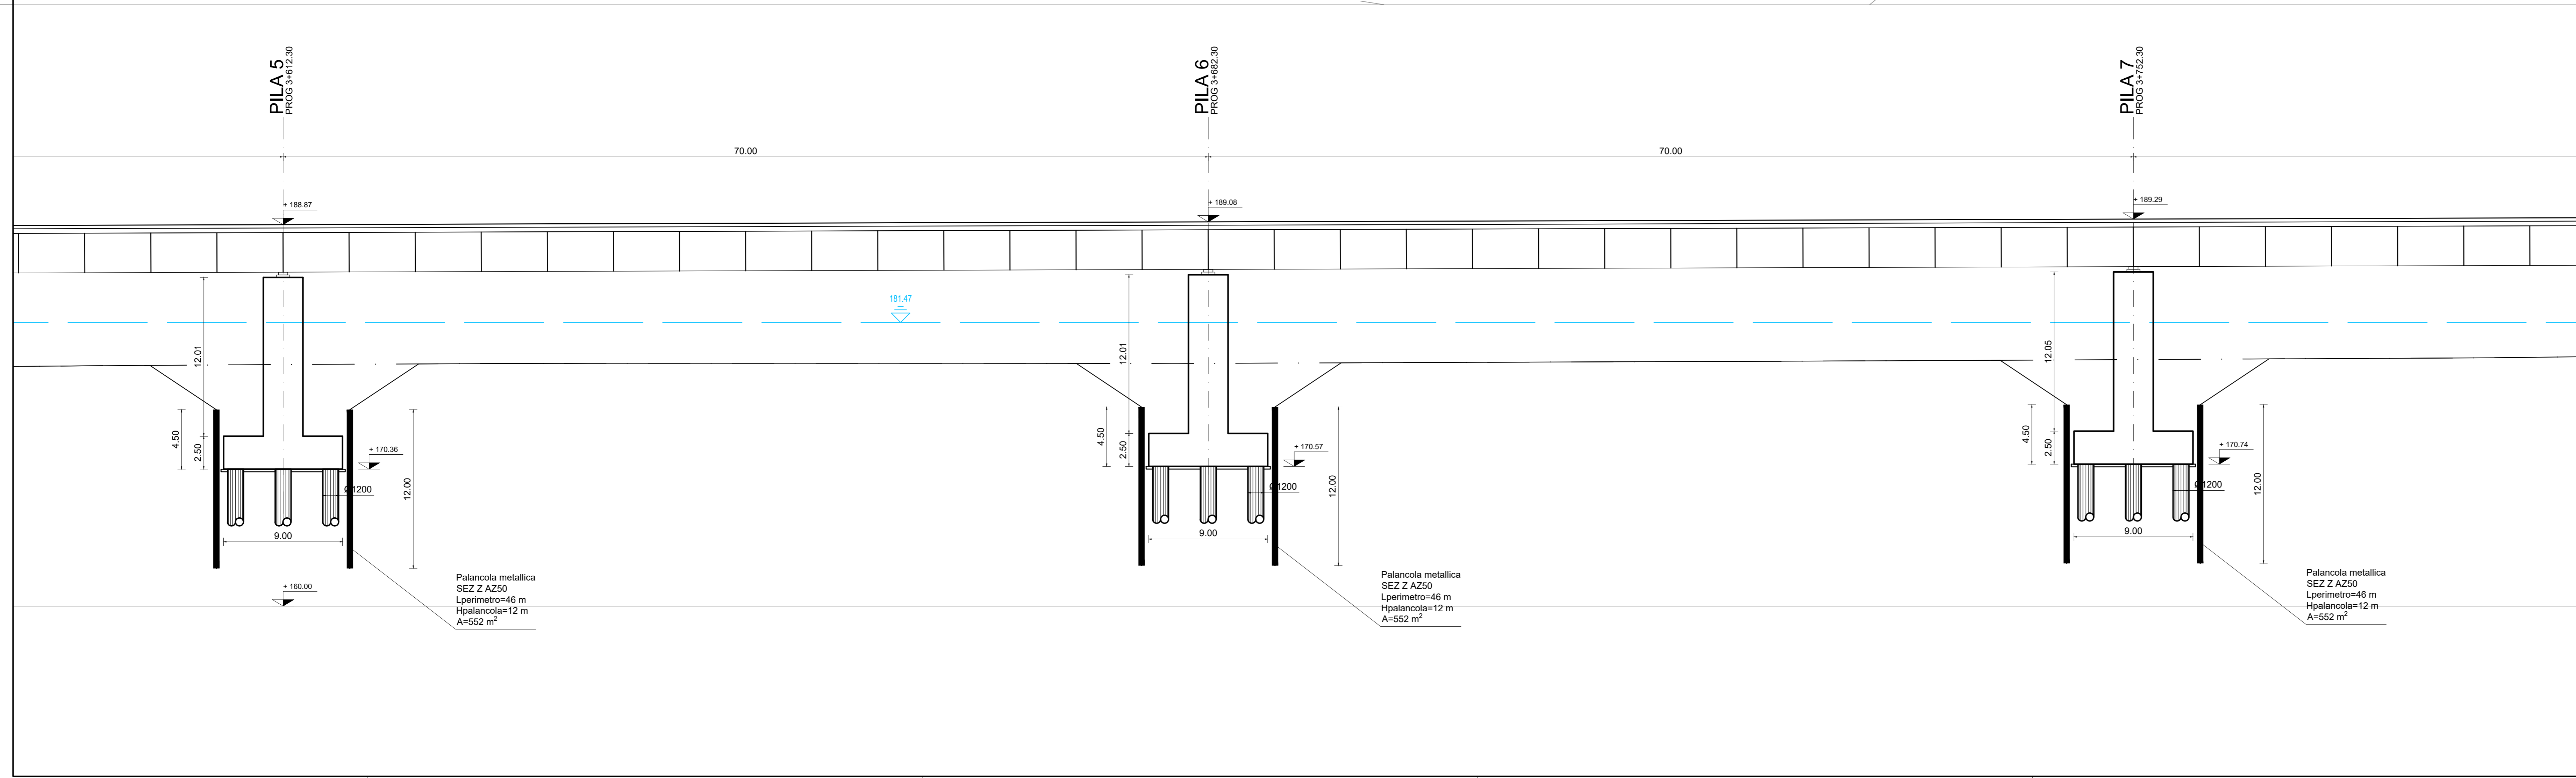 PILA 5
PROG 3+612.30
PILA 6
PROG 3+682.30
PILA 7
PROG 3+752.30
70.00
70.00
+ 188.87
+ 189.08
+ 189.29
181.47
12.01
4.50
2.50
+ 170.36
Ø1200
12.00
9.00
+ 160.00
Palancola metallica
SEZ Z AZ50
Lperimetro=46 m
Hpalancola=12 m
A=552 m²
12.01
4.50
2.50
+ 170.57
Ø1200
12.00
9.00
Palancola metallica
SEZ Z AZ50
Lperimetro=46 m
Hpalancola=12 m
A=552 m²
12.05
4.50
2.50
+ 170.74
Ø1200
12.00
9.00
Palancola metallica
SEZ Z AZ50
Lperimetro=46 m
Hpalancola=12 m
A=552 m²